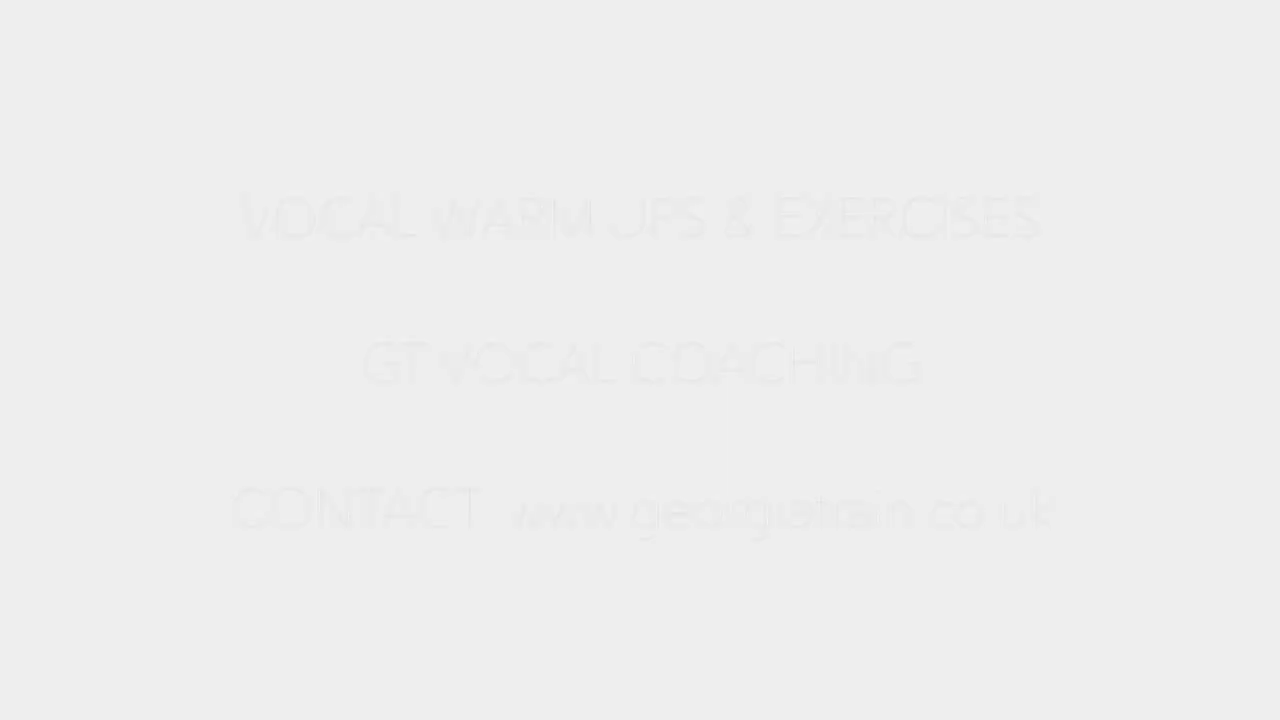 VOCAL WARM UPS & EXERCISES
GT VOCAL COACHING
CONTACT www.georgiatrain.co.uk